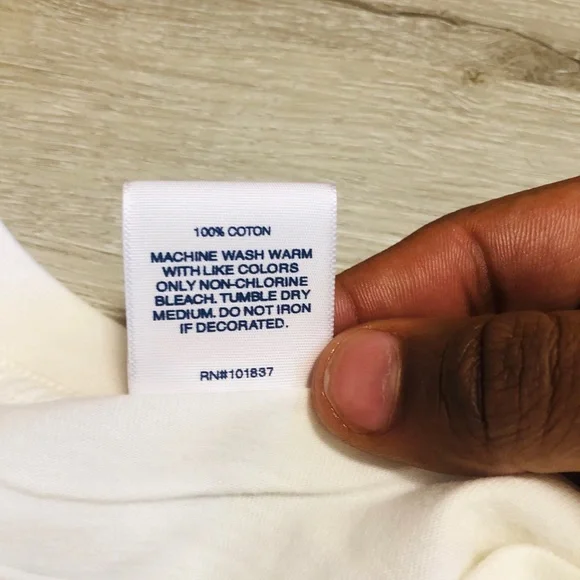 100% COTON
MACHINE WASH WARM
WITH LIKE COLORS
ONLY NON-CHLORINE
BLEACH. TUMBLE DRY
MEDIUM. DO NOT IRON
IF DECORATED.
RN#101837